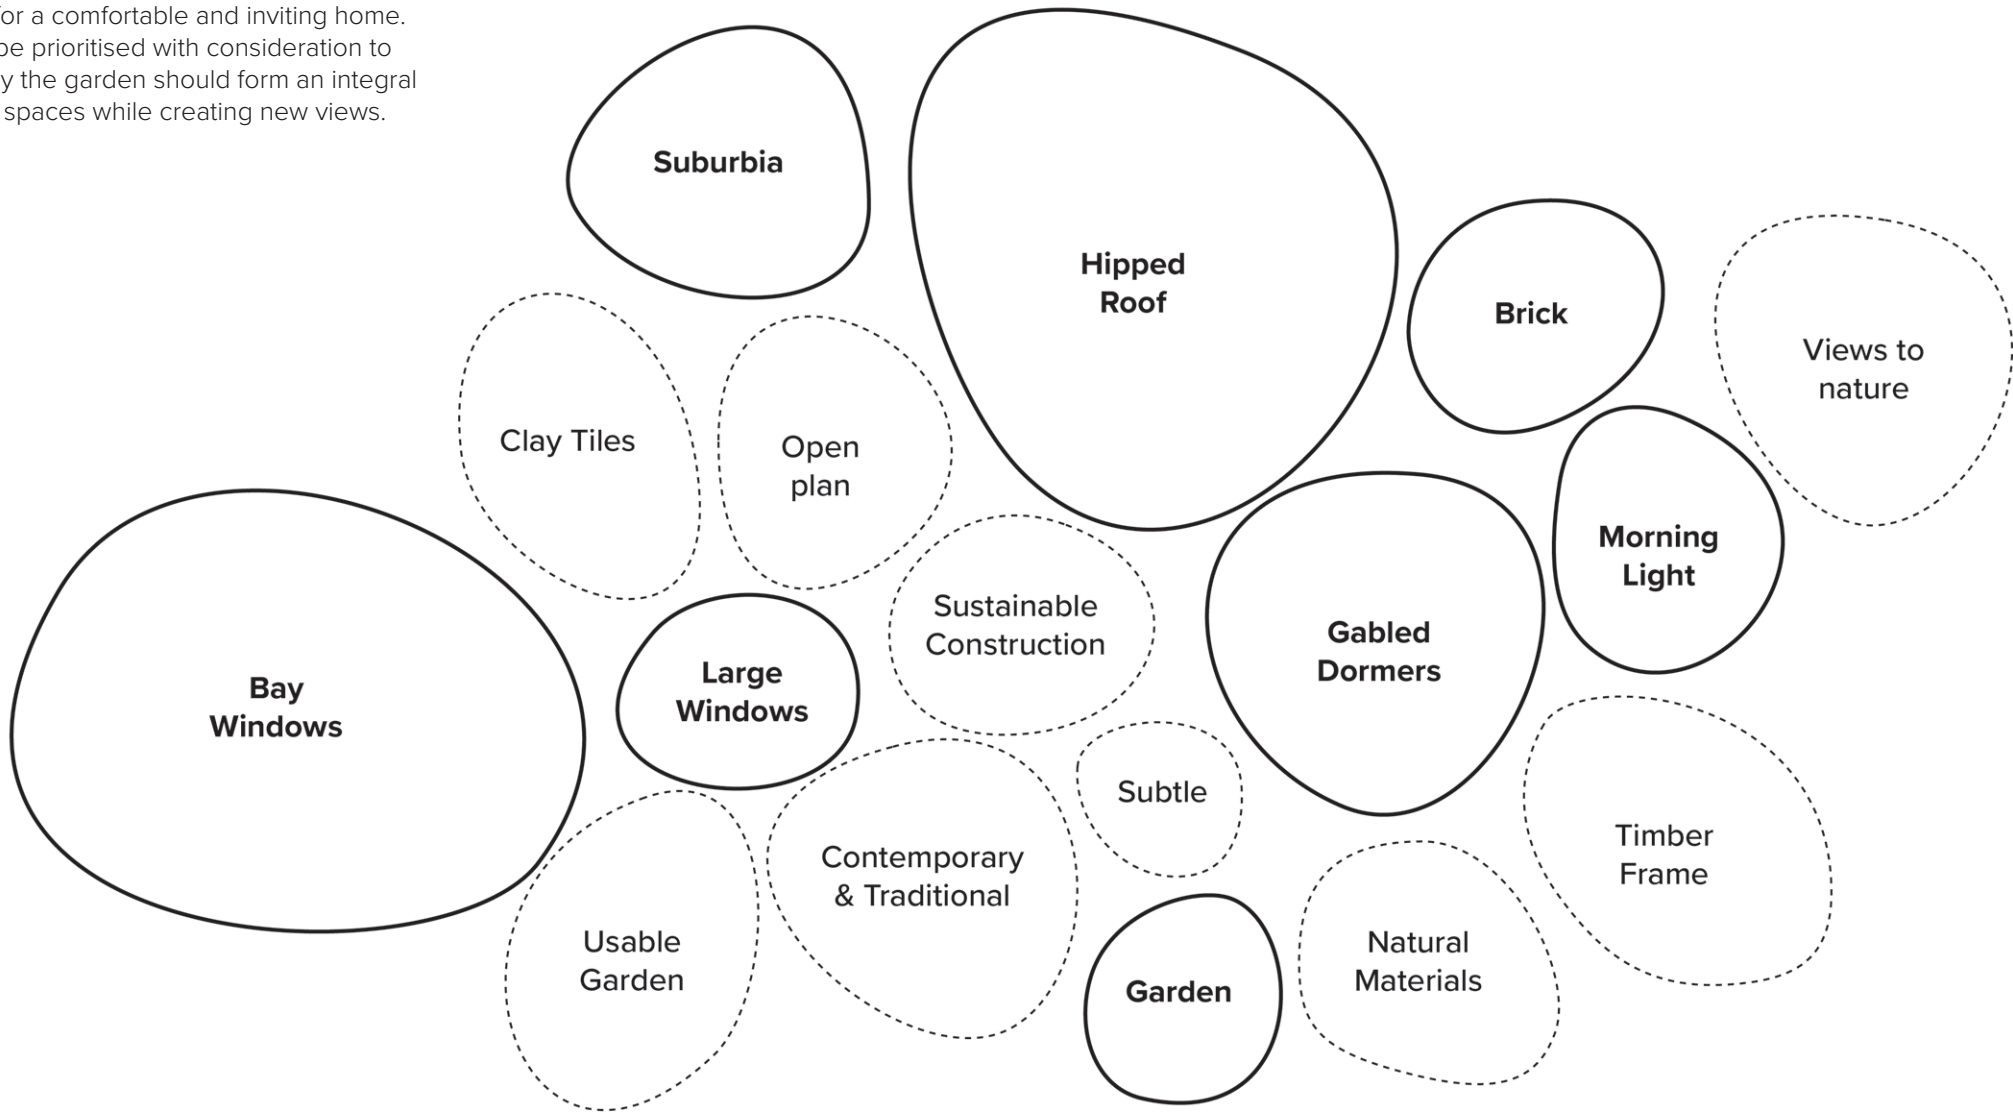 for a comfortable and inviting home.
be prioritised with consideration to
y the garden should form an integral
spaces while creating new views.
Suburbia
Hipped
Roof
Brick
Views to
nature
Clay Tiles
Open
plan
Morning
Light
Sustainable
Construction
Gabled
Dormers
Bay
Windows
Large
Windows
Subtle
Timber
Frame
Contemporary
& Traditional
Usable
Garden
Garden
Natural
Materials